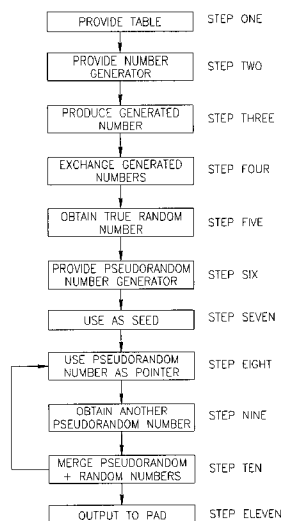 PROVIDE TABLE STEP ONE
PROVIDE NUMBER
GENERATOR STEP TWO
PRODUCE GENERATED
NUMBER STEP THREE
EXCHANGE GENERATED
NUMBERS STEP FOUR
OBTAIN TRUE RANDOM
NUMBER STEP FIVE
PROVIDE PSEUDORANDOM
NUMBER GENERATOR STEP SIX
USE AS SEED STEP SEVEN
USE PSEUDORANDOM
NUMBER AS POINTER STEP EIGHT
OBTAIN ANOTHER
PSEUDORANDOM NUMBER STEP NINE
MERGE PSEUDORANDOM
+ RANDOM NUMBERS STEP TEN
OUTPUT TO PAD STEP ELEVEN